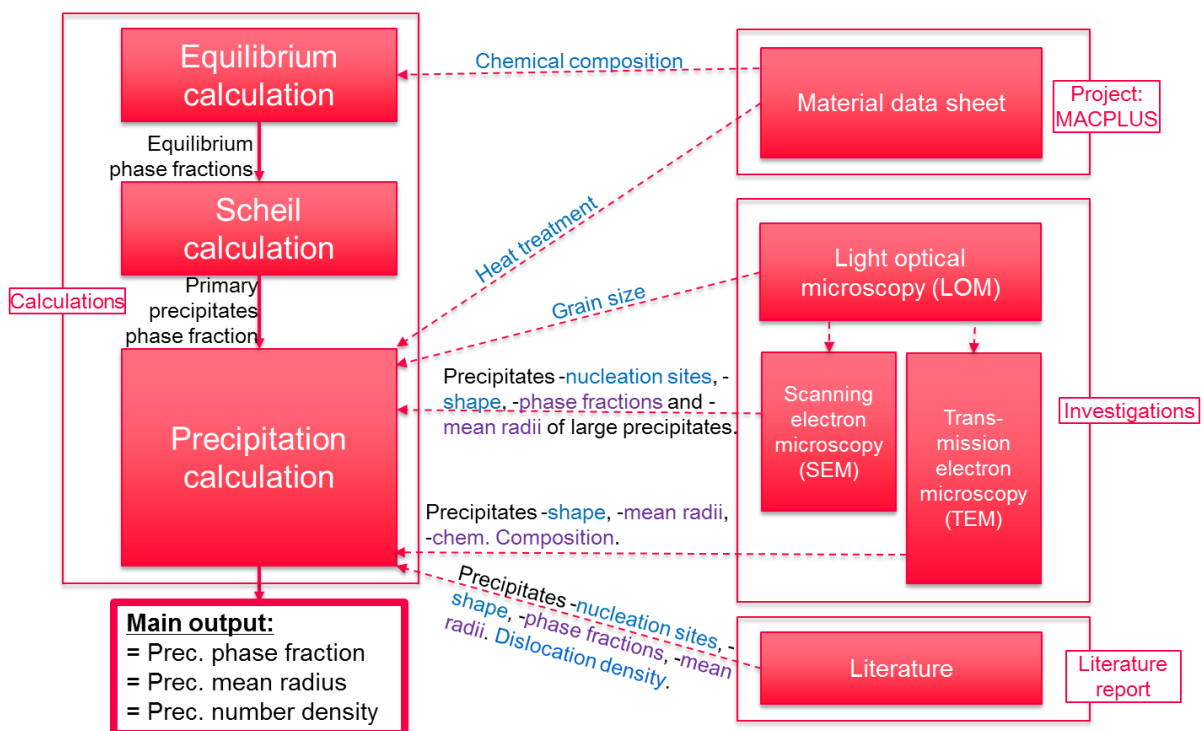 Equilibrium
calculation
Equilibrium
phase fractions
Scheil
calculation
Primary
precipitates
phase fraction
Calculations
Precipitation
calculation
Main output:
= Prec. phase fraction
= Prec. mean radius
= Prec. number density
Chemical composition
Heat treatment
Grain size
Precipitates -nucleation sites, -
shape, -phase fractions and -
mean radii of large precipitates.
Precipitates -shape, -mean radii,
-chem. Composition.
Precipitates -nucleation sites, -
shape, -phase fractions, -mean
radii. Dislocation density.
Material data sheet
Project:
MACPLUS
Light optical
microscopy (LOM)
Scanning
electron
microscopy
(SEM)
Trans-
mission
electron
microscopy
(TEM)
Investigations
Literature
Literature
report